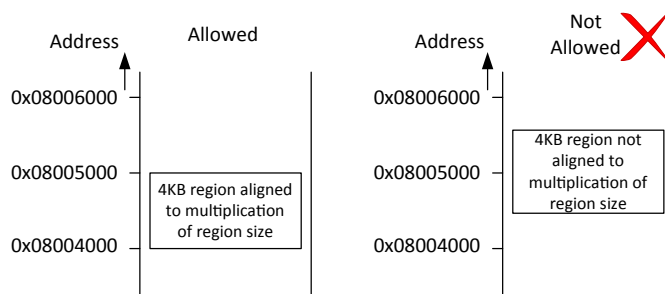 Address
Allowed
0x08006000
0x08005000
4KB region aligned
to multiplication
of region size
0x08004000
Address
Not
Allowed
0x08006000
4KB region not
aligned to
multiplication of
region size
0x08005000
0x08004000